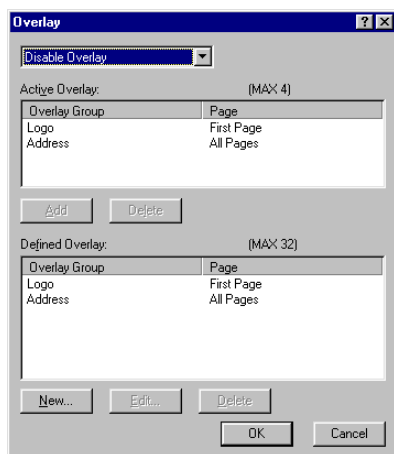 Overlay
Disable Overlay
Active Overlay: (MAX 4)
Overlay Group Page
Logo First Page
Address All Pages
Add Delete
Defined Overlay: (MAX 32)
Overlay Group Page
Logo First Page
Address All Pages
New... Edit... Delete
OK Cancel